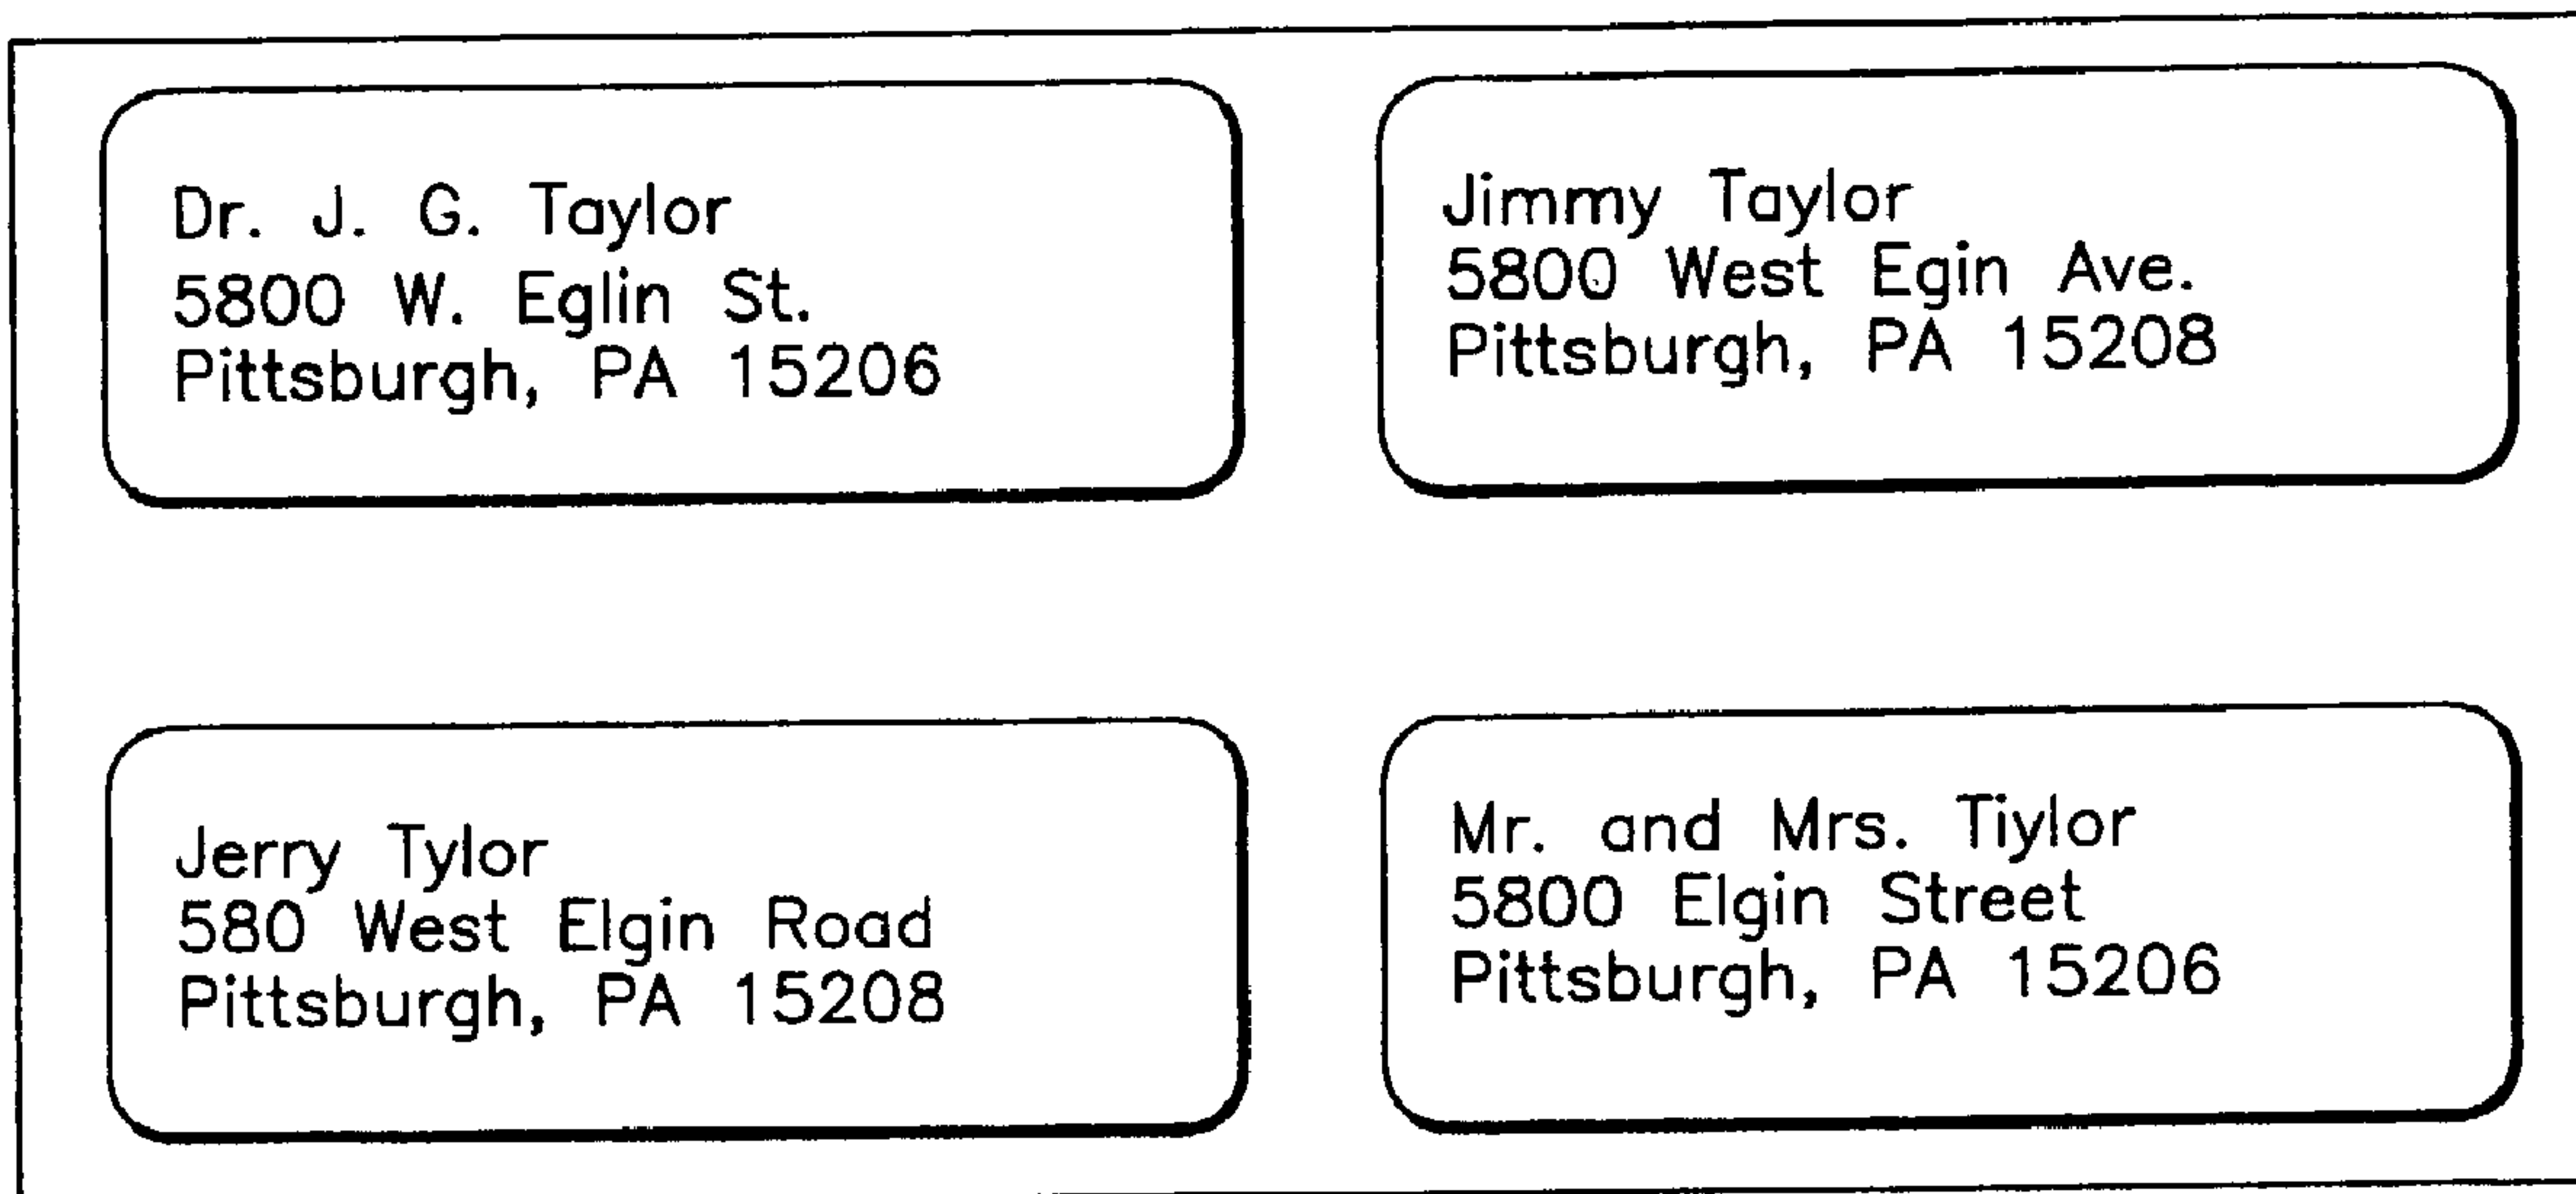 Dr. J. G. Taylor
5800 W. Eglin St.
Pittsburgh, PA 15206
Jimmy Taylor
5800 West Egin Ave.
Pittsburgh, PA 15208
Jerry Tylor
580 West Elgin Road
Pittsburgh, PA 15208
Mr. and Mrs. Tiylor
5800 Elgin Street
Pittsburgh, PA 15206